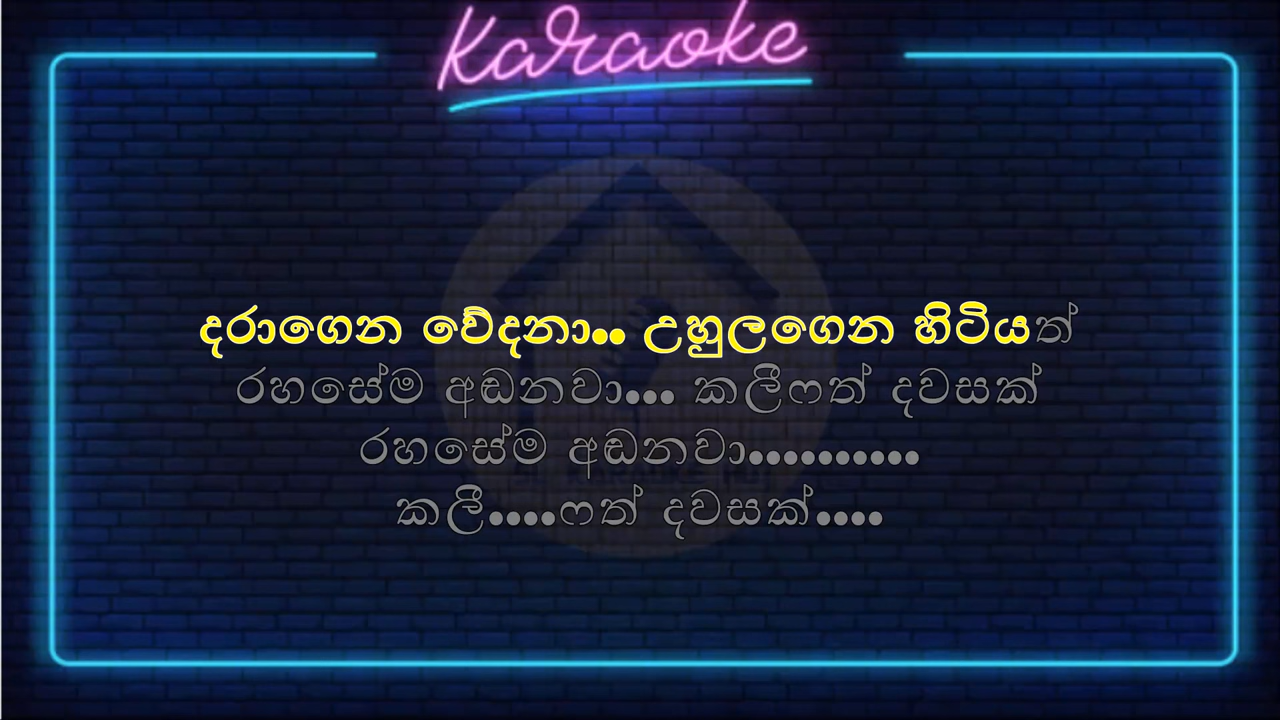 Karaoke
දරාගෙන වේදනා.. උහුලගෙන හිටියත්
රහසේම අඬනවා... කලීෆත් දවසක්
රහසේම අඬනවා..........
කලී....ෆත් දවසක්....